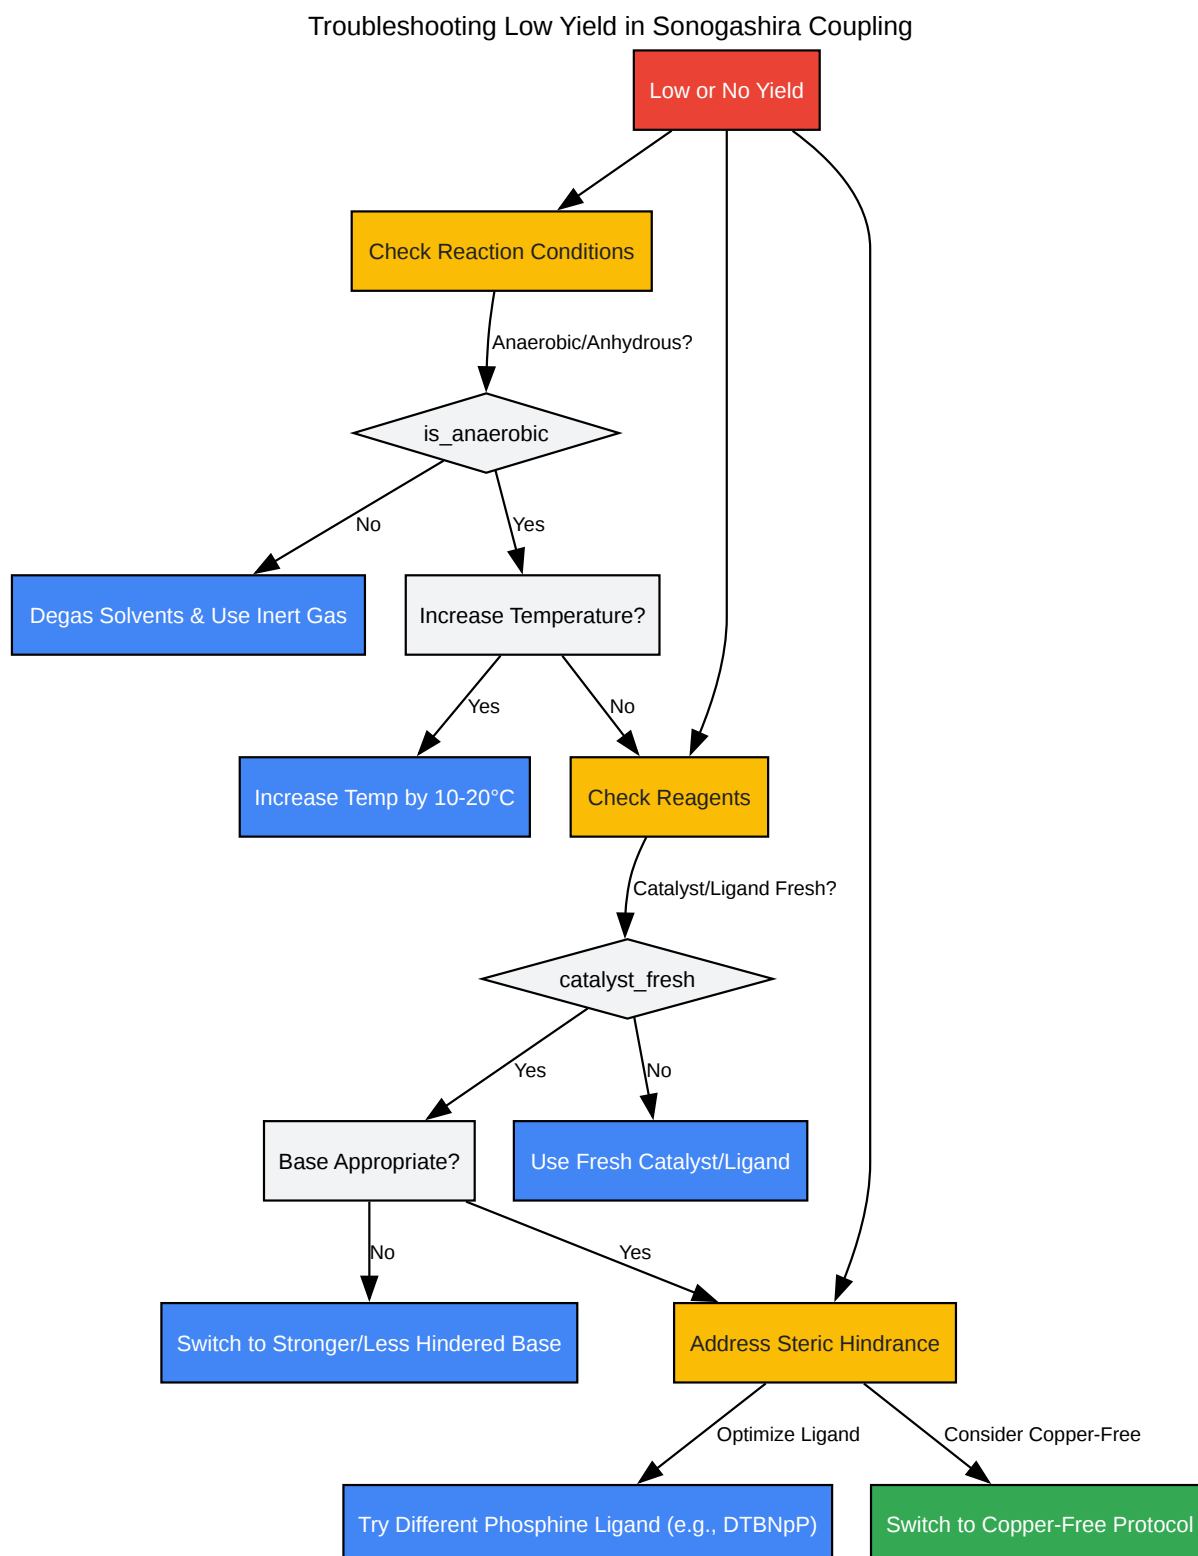 Troubleshooting Low Yield in Sonogashira Coupling
Low or No Yield
Check Reaction Conditions
Anaerobic/Anhydrous?
is_anaerobic
No
Yes
Degas Solvents & Use Inert Gas
Increase Temperature?
Yes
No
Increase Temp by 10-20°C
Check Reagents
Catalyst/Ligand Fresh?
catalyst_fresh
Yes
No
Base Appropriate?
Use Fresh Catalyst/Ligand
No
Yes
Switch to Stronger/Less Hindered Base
Address Steric Hindrance
Optimize Ligand
Consider Copper-Free
Try Different Phosphine Ligand (e.g., DTBNpP)
Switch to Copper-Free Protocol